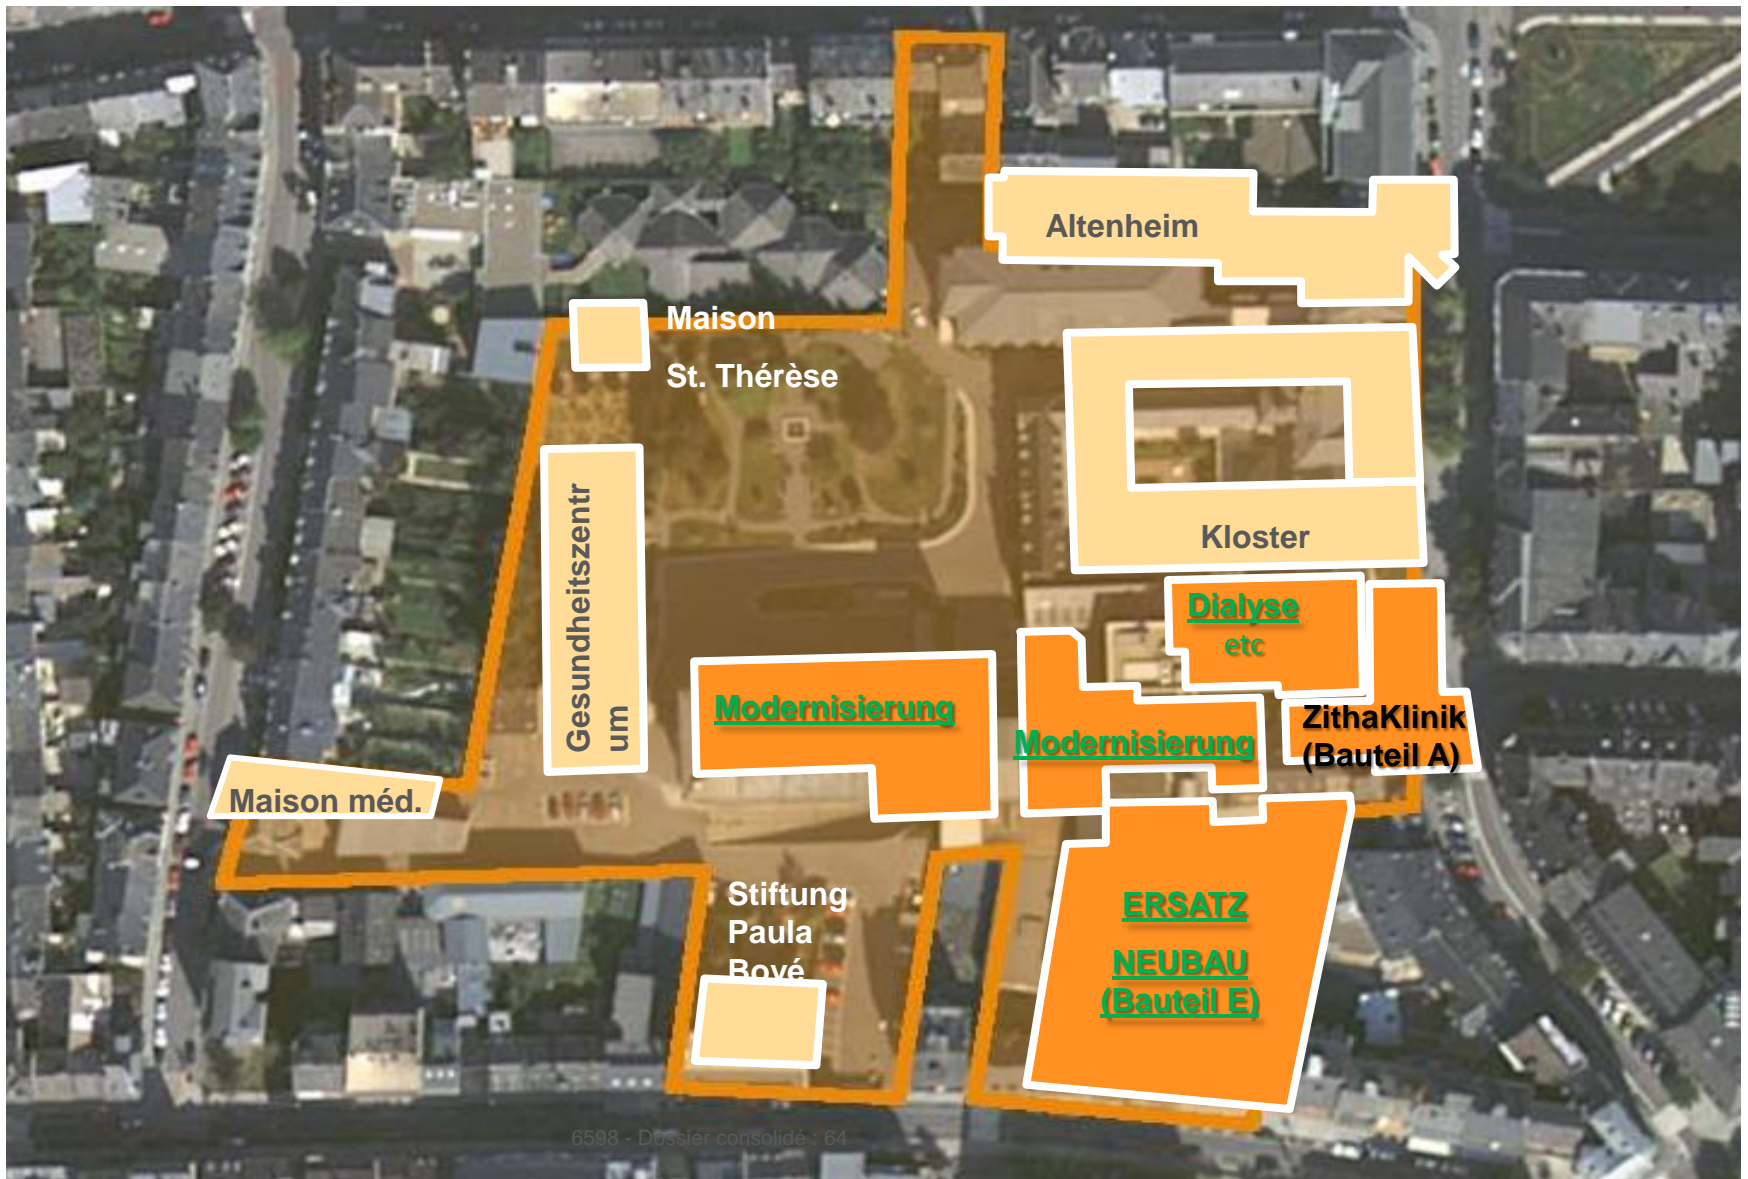 Altenheim
Maison
St. Thérèse
Kloster
Gesundheitszentr
um
Dialyse
etc
Modernisierung
Modernisierung
ZithaKlinik
(Bauteil A)
Maison méd.
Stiftung
Paula
Bové
ERSATZ
NEUBAU
(Bauteil E)
6598 - Dossier consolidé : 64